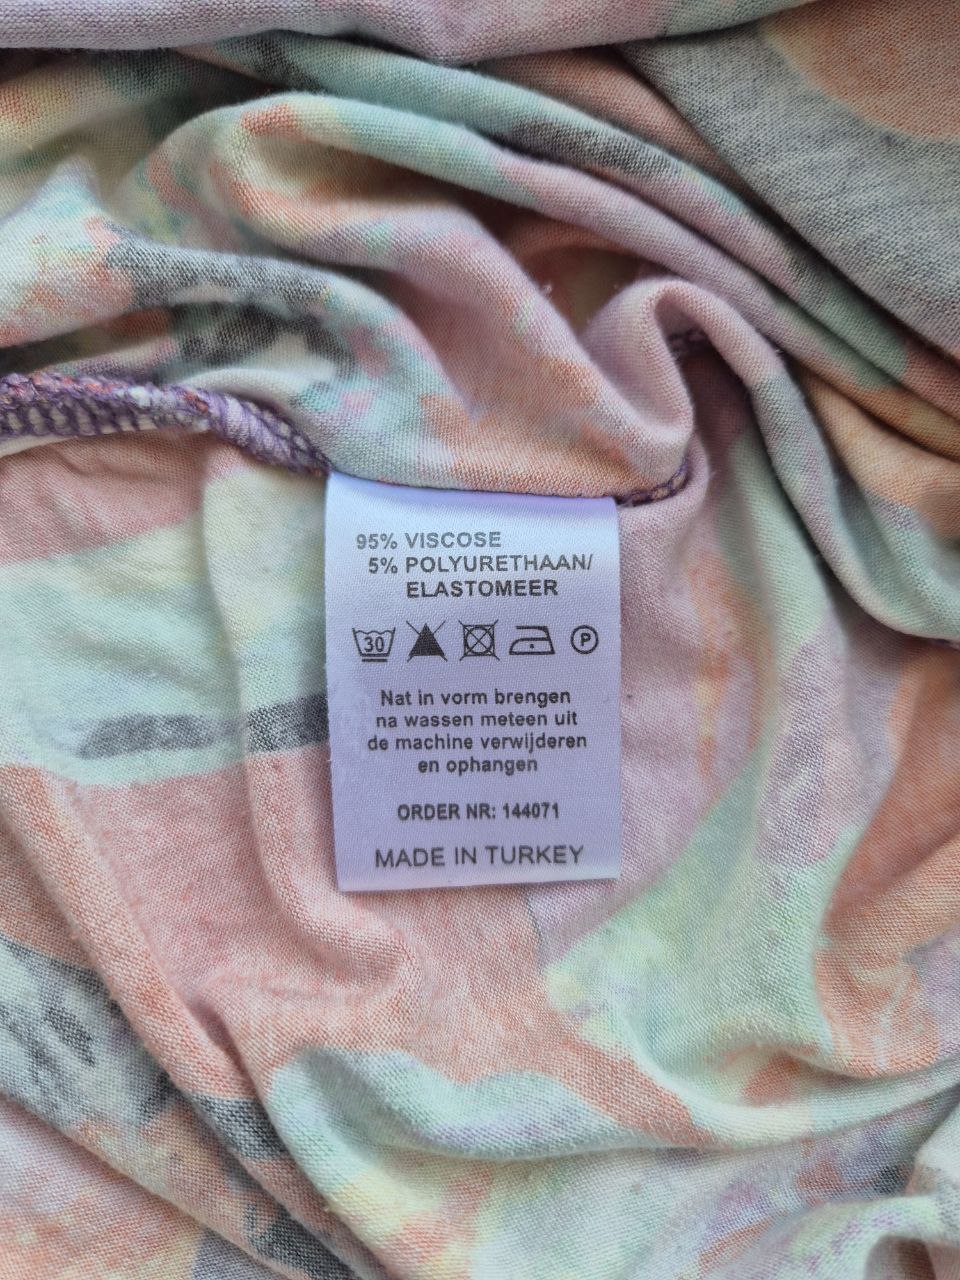 95% VISCOSE
5% POLYURETHAAN/
ELASTOMEER
30 P
Nat in vorm brengen
na wassen meteen uit
de machine verwijderen
en ophangen
ORDER NR: 144071
MADE IN TURKEY